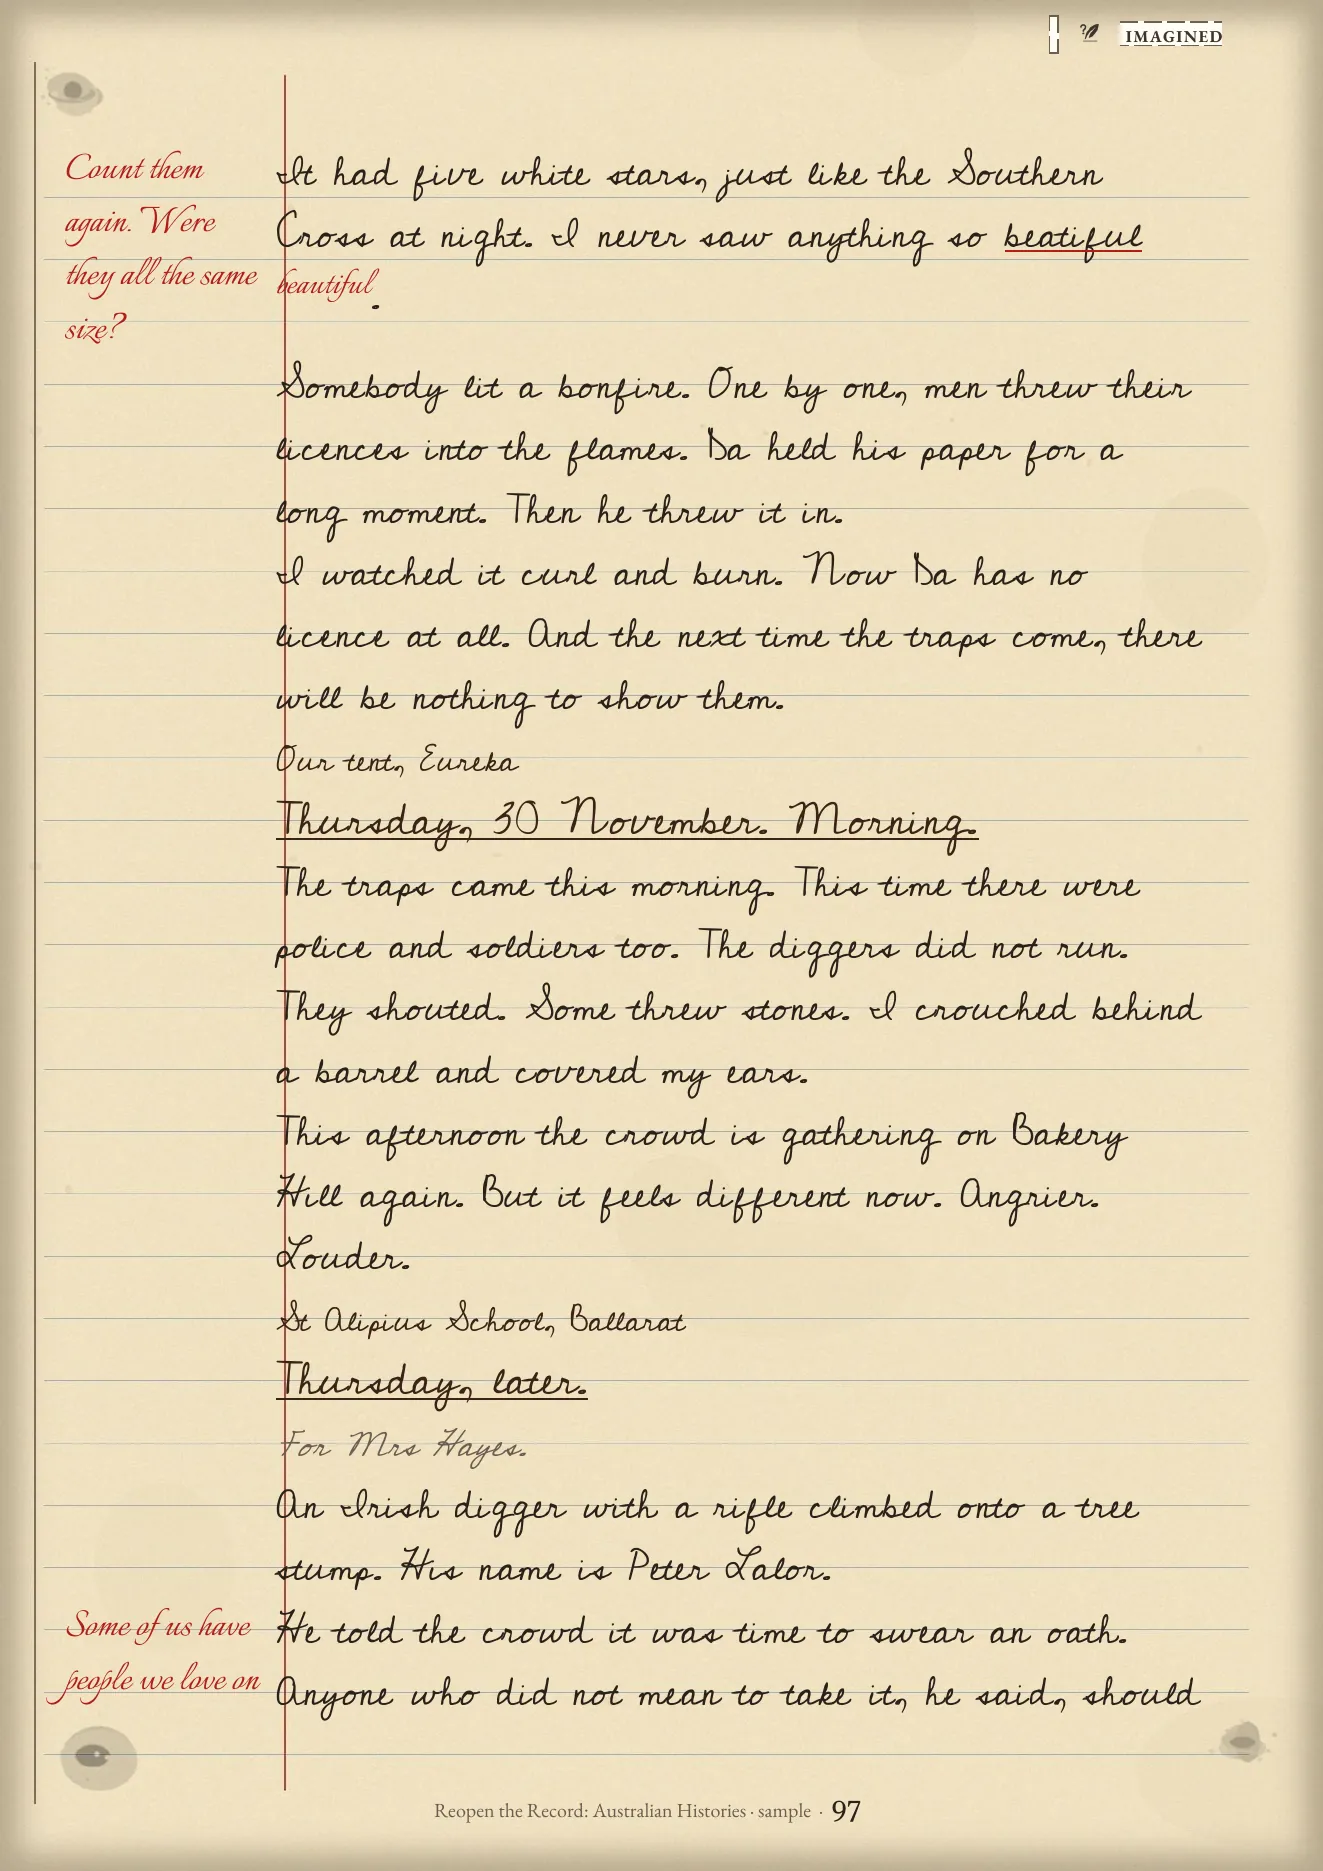 IMAGINED
Count them
again. Were
they all the same
size?
It had five white stars, just like the Southern
Cross at night. I never saw anything so beatiful
beautiful
.
Somebody lit a bonfire. One by one, men threw their
licences into the flames. Da held his paper for a
long moment. Then he threw it in.
I watched it curl and burn. Now Da has no
licence at all. And the next time the traps come, there
will be nothing to show them.
Our tent, Eureka
Thursday, 30 November. Morning.
The traps came this morning. This time there were
police and soldiers too. The diggers did not run.
They shouted. Some threw stones. I crouched behind
a barrel and covered my ears.
This afternoon the crowd is gathering on Bakery
Hill again. But it feels different now. Angrier.
Louder.
St Alipius School, Ballarat
Thursday, later.
For Mrs Hayes.
An Irish digger with a rifle climbed onto a tree
stump. His name is Peter Lalor.
He told the crowd it was time to swear an oath.
Anyone who did not mean to take it, he said, should
Some of us have
people we love on
Reopen the Record: Australian Histories · sample · 97